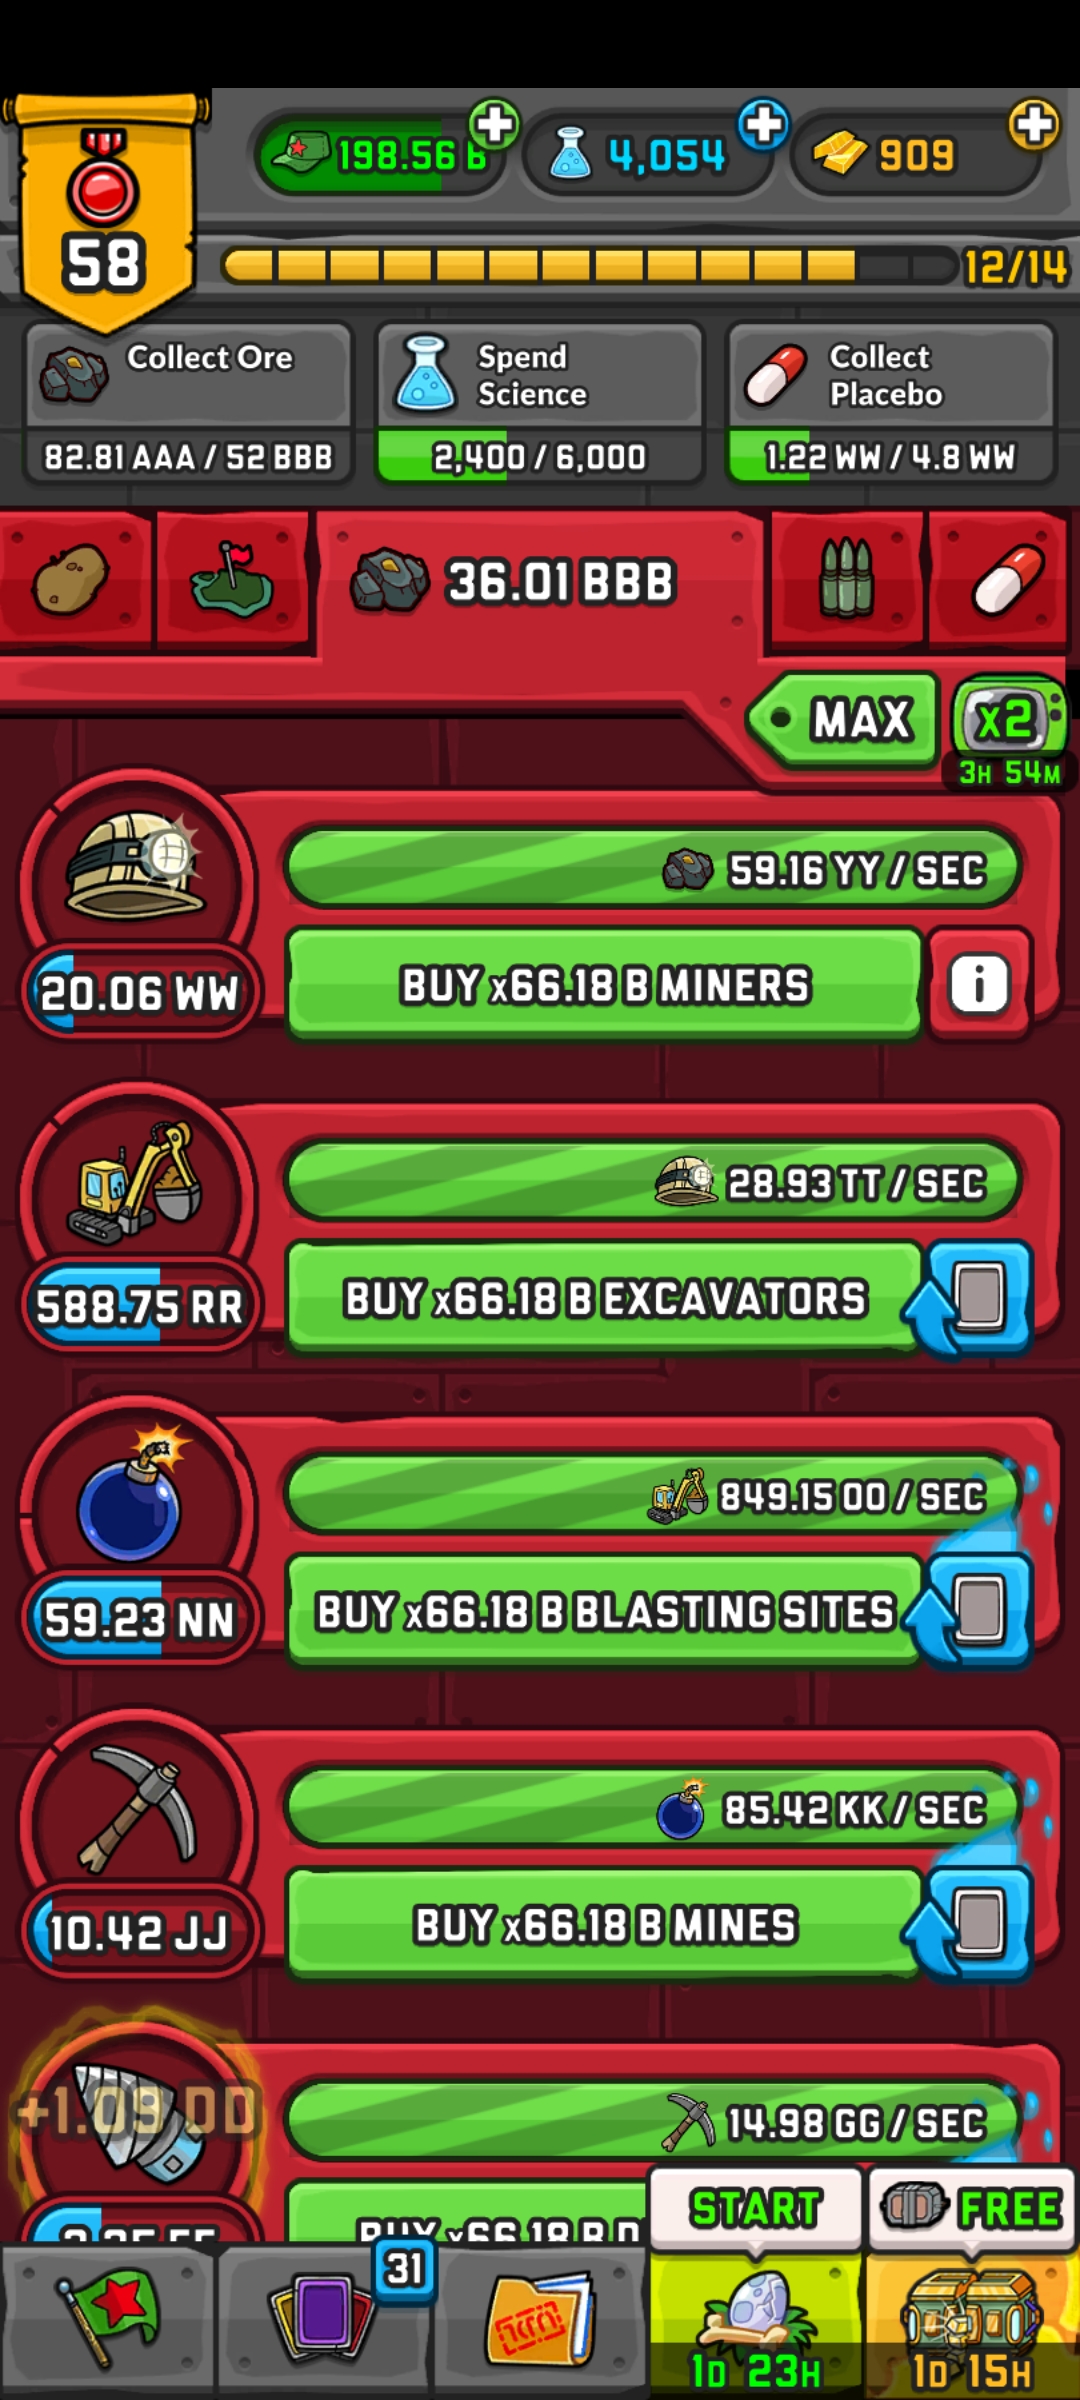 198.56 B
4,054
909
58
12/14
Collect Ore
82.81 AAA / 52 BBB
Spend
Science
2,400 / 6,000
Collect
Placebo
1.22 WW / 4.8 WW
36.01 BBB
MAX
x2
3H 54M
59.16 YY / SEC
20.06 WW
BUY x66.18 B MINERS
i
28.93 TT / SEC
588.75 RR
BUY x66.18 B EXCAVATORS
849.15 OO / SEC
59.23 NN
BUY x66.18 B BLASTING SITES
85.42 KK / SEC
10.42 JJ
BUY x66.18 B MINES
+1.09 DD
14.98 GG / SEC
BUY x66.18 B
START
FREE
31
1D 23H
1D 15H